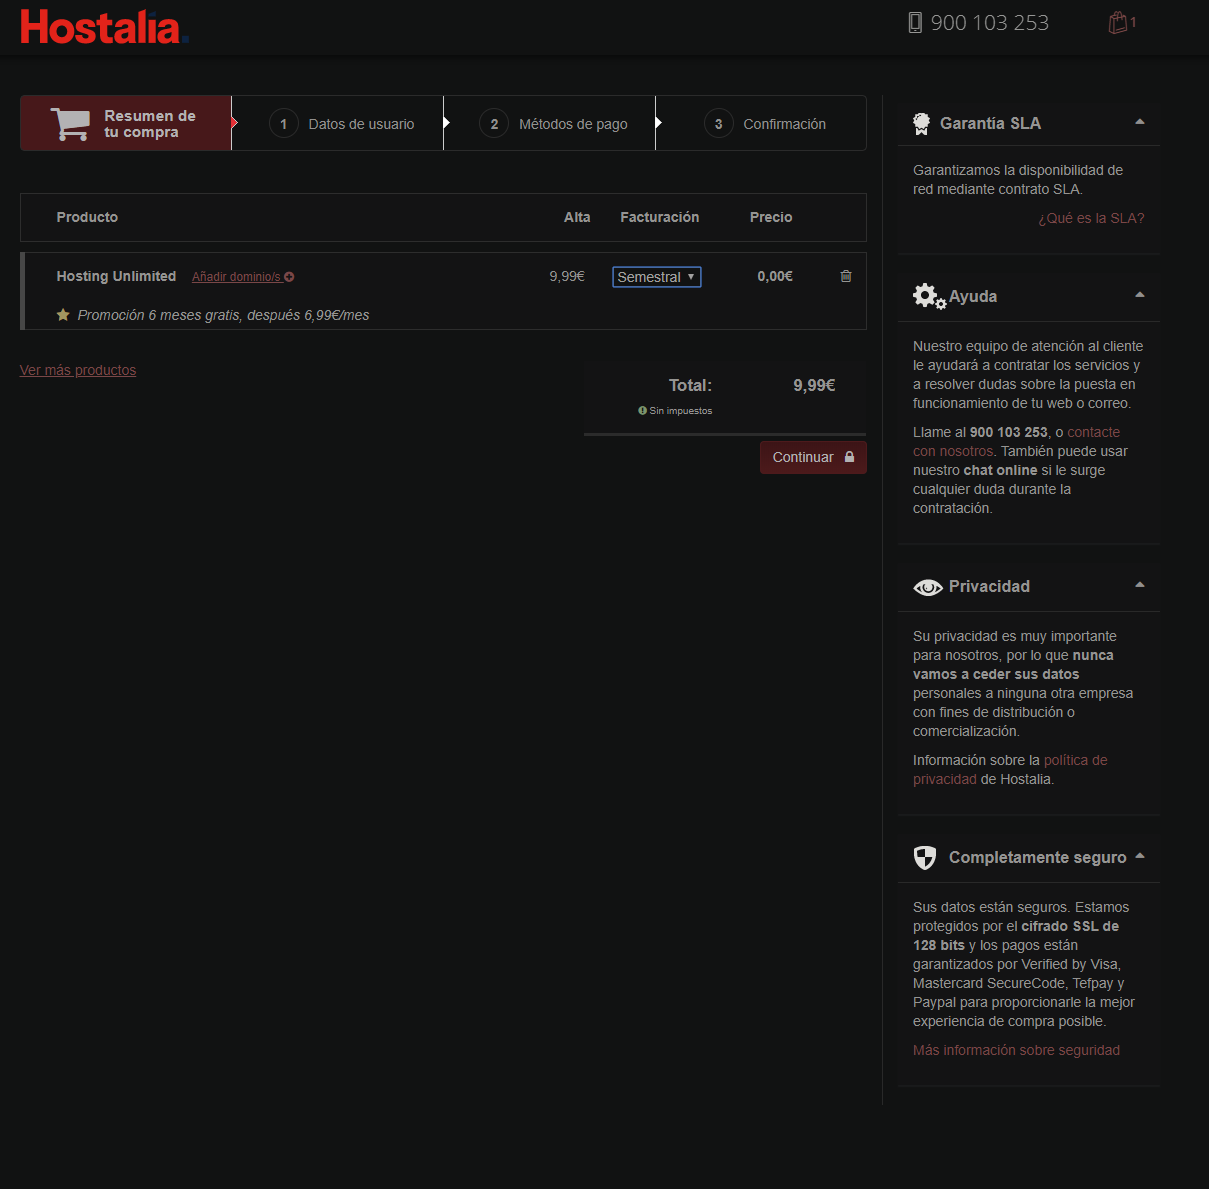 Hostalia.
900 103 253
1
Resumen de
tu compra
1 Datos de usuario
2 Métodos de pago
3 Confirmación
Producto Alta Facturación Precio
Hosting Unlimited Añadir dominio/s 9,99€ Semestral 0,00€
Promoción 6 meses gratis, después 6,99€/mes
Ver más productos
Total: 9,99€
Sin impuestos
Continuar
Garantía SLA
Garantizamos la disponibilidad de
red mediante contrato SLA.
¿Qué es la SLA?
Ayuda
Nuestro equipo de atención al cliente
le ayudará a contratar los servicios y
a resolver dudas sobre la puesta en
funcionamiento de tu web o correo.
Llame al 900 103 253, o contacte
con nosotros. También puede usar
nuestro chat online si le surge
cualquier duda durante la
contratación.
Privacidad
Su privacidad es muy importante
para nosotros, por lo que nunca
vamos a ceder sus datos
personales a ninguna otra empresa
con fines de distribución o
comercialización.
Información sobre la política de
privacidad de Hostalia.
Completamente seguro
Sus datos están seguros. Estamos
protegidos por el cifrado SSL de
128 bits y los pagos están
garantizados por Verified by Visa,
Mastercard SecureCode, Tefpay y
Paypal para proporcionarle la mejor
experiencia de compra posible.
Más información sobre seguridad